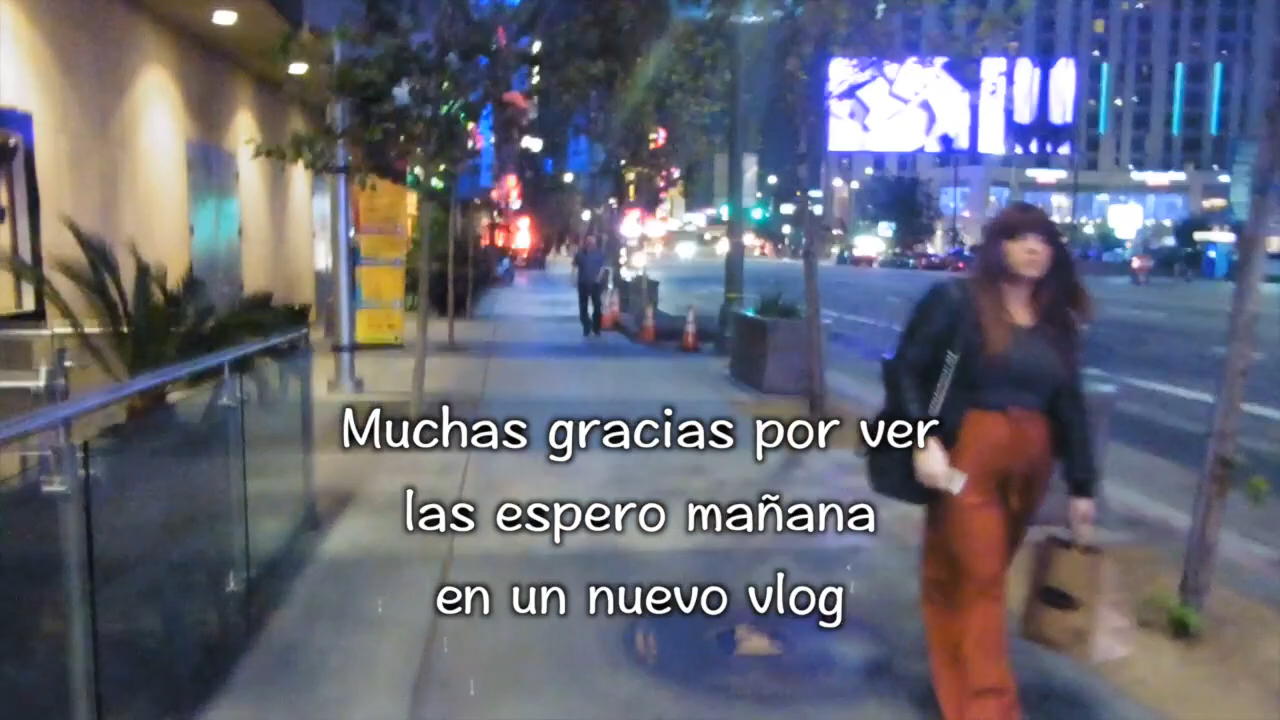 Muchas gracias por ver
las espero mañana
en un nuevo vlog